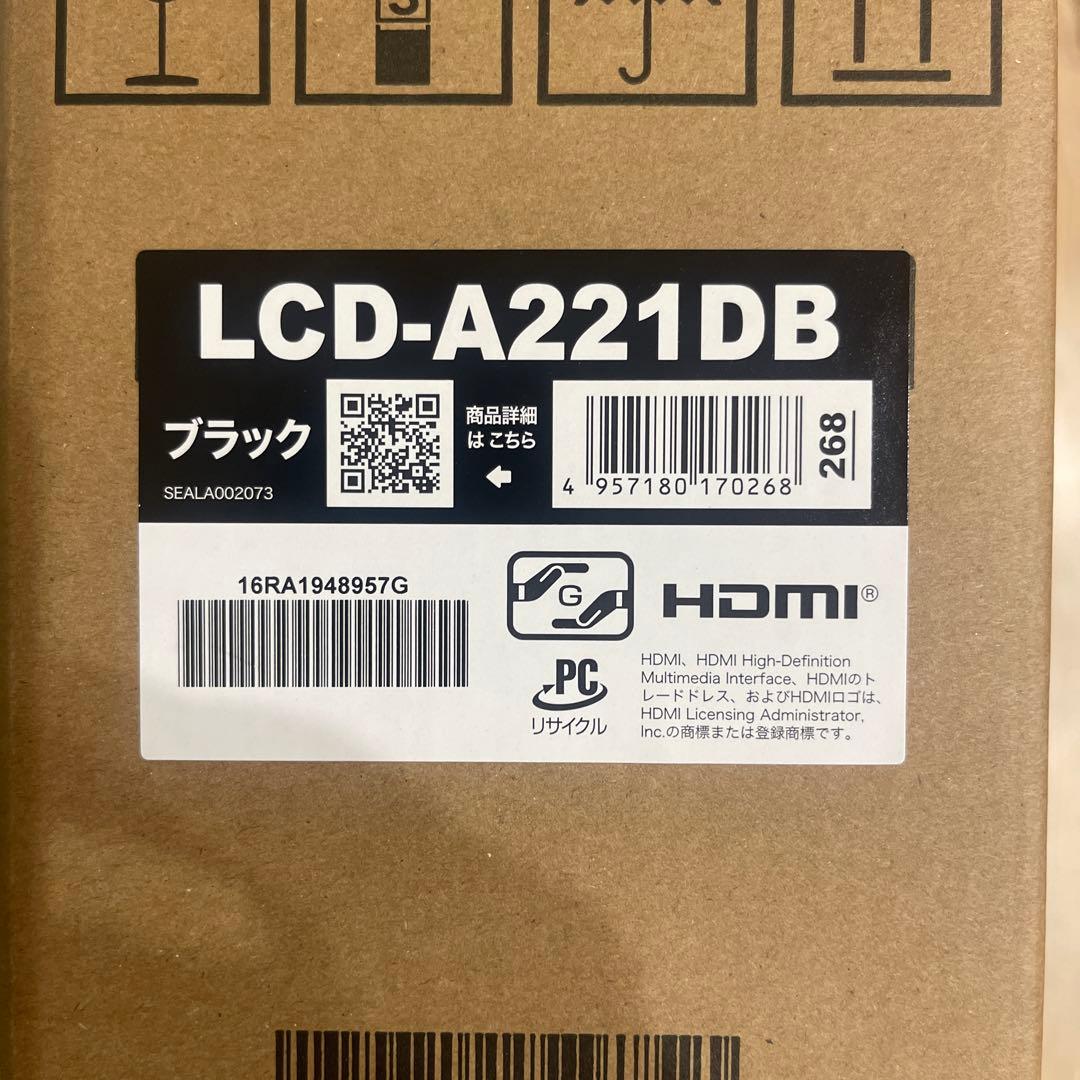 LCD-A221DB
ブラック
商品詳細
は こちら
SEALA002073
4 957180 170268
268
16RA1948957G
G
HDMI®
PC
リサイクル
HDMI、HDMI High-Definition
Multimedia Interface、HDMIのト
レードドレス、およびHDMIロゴは、
HDMI Licensing Administrator,
Inc.の商標または登録商標です。